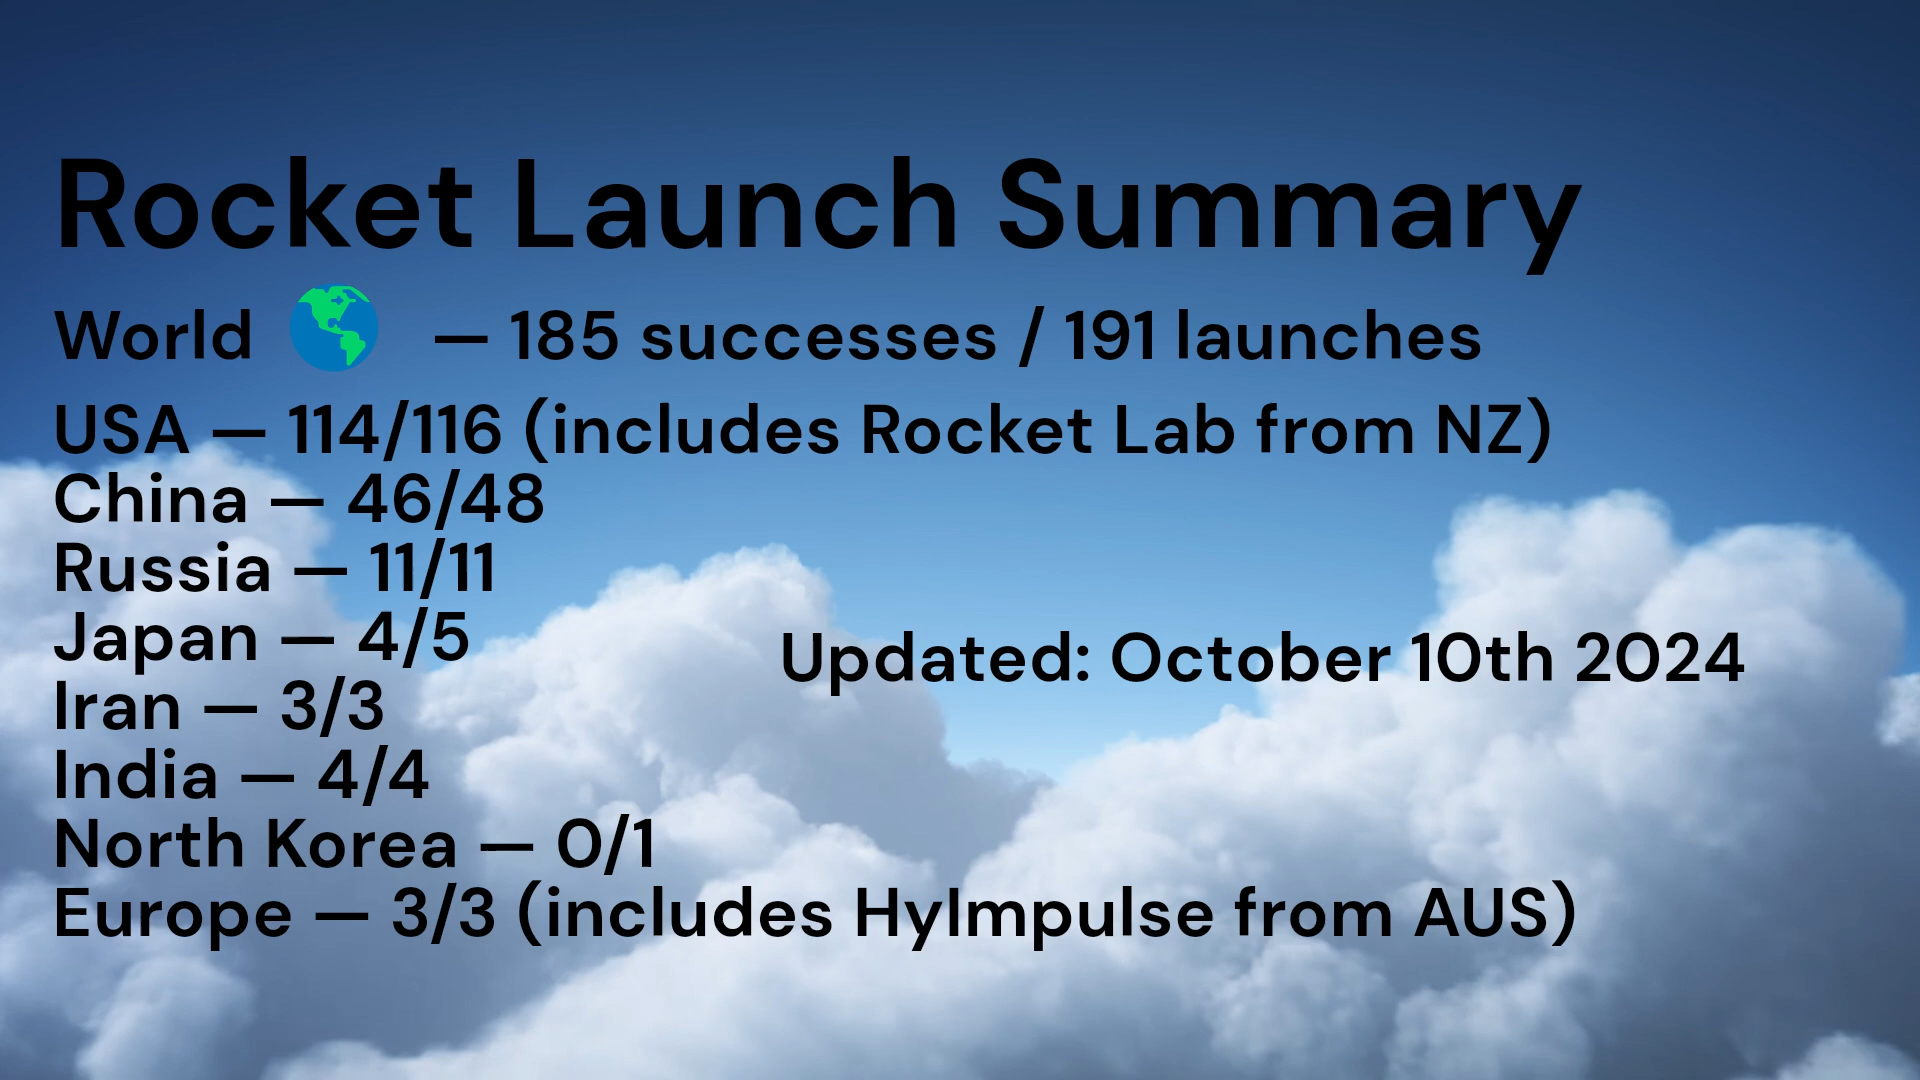 Rocket Launch Summary
World 🌎 — 185 successes / 191 launches
USA — 114/116 (includes Rocket Lab from NZ)
China — 46/48
Russia — 11/11
Japan — 4/5
Iran — 3/3
India — 4/4
North Korea — 0/1
Europe — 3/3 (includes HyImpulse from AUS)
Updated: October 10th 2024